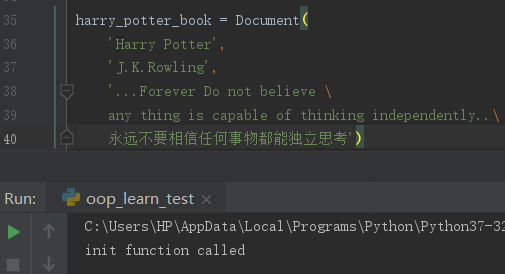 35 harry_potter_book = Document(
36 'Harry Potter',
37 'J.K.Rowling',
38 '...Forever Do not believe \
39 any thing is capable of thinking independently..\
40 永远不要相信任何事物都能独立思考')
Run: oop_learn_test ×
C:\Users\HP\AppData\Local\Programs\Python\Python37-32
init function called